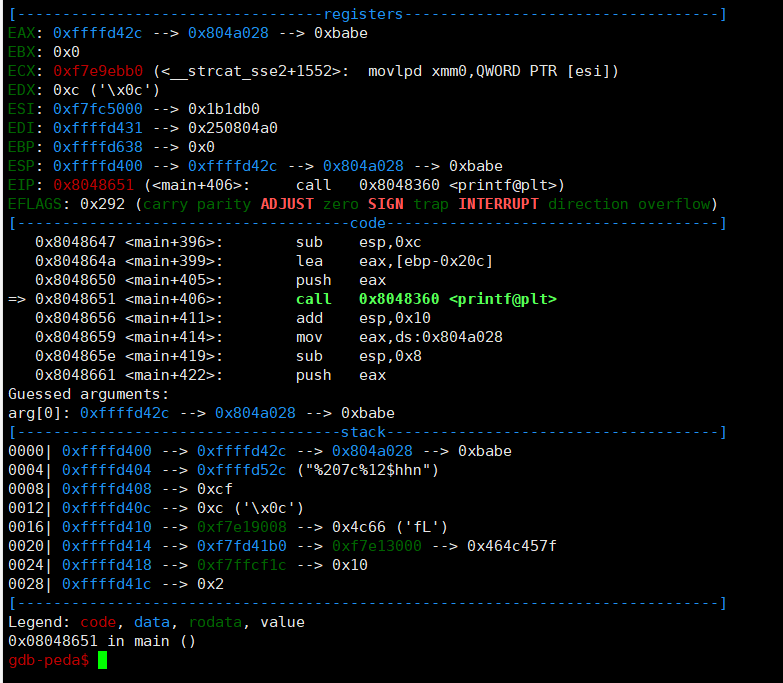 [----------------------------------registers-----------------------------------]
EAX: 0xffffd42c --> 0x804a028 --> 0xbabe
EBX: 0x0
ECX: 0xf7e9ebb0 (<__strcat_sse2+1552>:  movlpd xmm0,QWORD PTR [esi])
EDX: 0xc ('\x0c')
ESI: 0xf7fc5000 --> 0x1b1db0
EDI: 0xffffd431 --> 0x250804a0
EBP: 0xffffd638 --> 0x0
ESP: 0xffffd400 --> 0xffffd42c --> 0x804a028 --> 0xbabe
EIP: 0x8048651 (<main+406>:     call   0x8048360 <printf@plt>)
EFLAGS: 0x292 (carry parity ADJUST zero SIGN trap INTERRUPT direction overflow)
[-------------------------------------code-------------------------------------]
   0x8048647 <main+396>:        sub    esp,0xc
   0x804864a <main+399>:        lea    eax,[ebp-0x20c]
   0x8048650 <main+405>:        push   eax
=> 0x8048651 <main+406>:        call   0x8048360 <printf@plt>
   0x8048656 <main+411>:        add    esp,0x10
   0x8048659 <main+414>:        mov    eax,ds:0x804a028
   0x804865e <main+419>:        sub    esp,0x8
   0x8048661 <main+422>:        push   eax
Guessed arguments:
arg[0]: 0xffffd42c --> 0x804a028 --> 0xbabe
[------------------------------------stack-------------------------------------]
0000| 0xffffd400 --> 0xffffd42c --> 0x804a028 --> 0xbabe
0004| 0xffffd404 --> 0xffffd52c ("%207c%12$hhn")
0008| 0xffffd408 --> 0xcf
0012| 0xffffd40c --> 0xc ('\x0c')
0016| 0xffffd410 --> 0xf7e19008 --> 0x4c66 ('fL')
0020| 0xffffd414 --> 0xf7fd41b0 --> 0xf7e13000 --> 0x464c457f
0024| 0xffffd418 --> 0xf7ffcf1c --> 0x10
0028| 0xffffd41c --> 0x2
[------------------------------------------------------------------------------]
Legend: code, data, rodata, value
0x08048651 in main ()
gdb-peda$